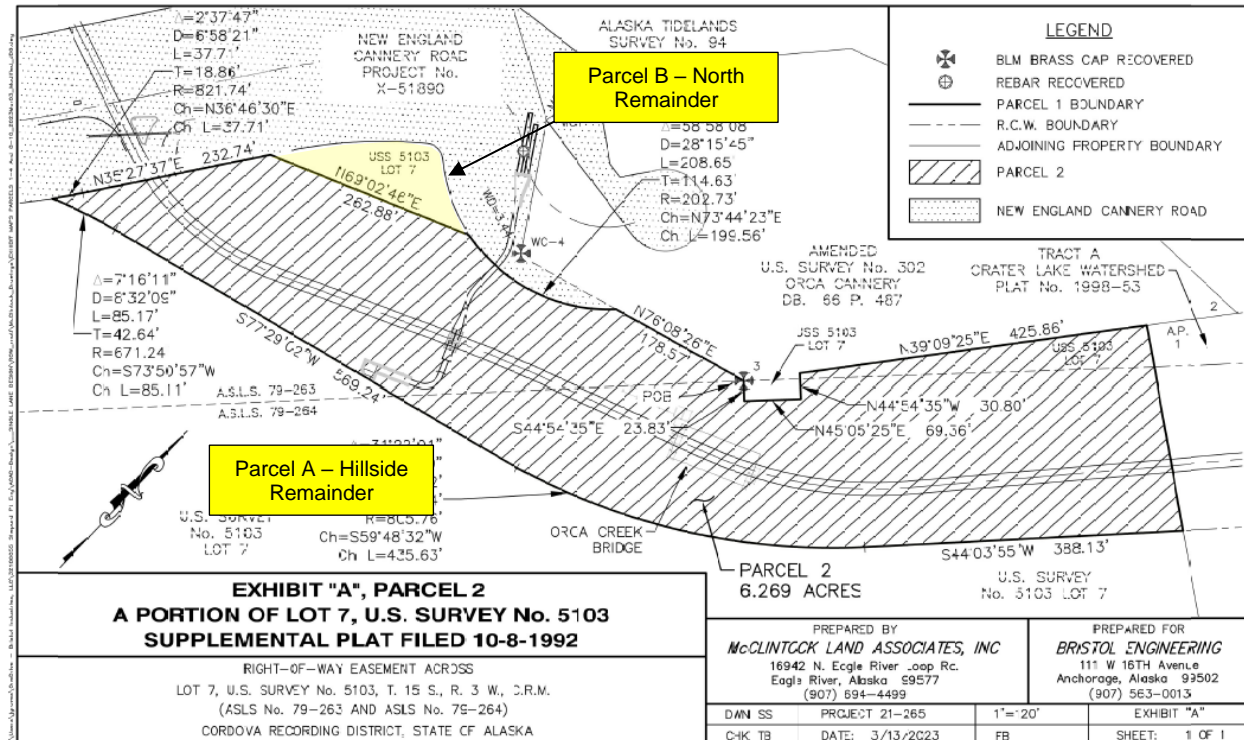 Δ=2°37'47"
D=6°58'21"
L=37.71'
T=18.86'
R=821.74'
Ch=N36°46'30"E
Ch L=37.71'
NEW ENGLAND
CANNERY ROAD
PROJECT No.
X-51890
ALASKA TIDELANDS
SURVEY No. 94
Parcel B – North
Remainder
Δ=58°58'08"
D=28°15'45"
L=208.65'
T=114.63'
R=202.73'
Ch=N73°44'23"E
Ch L=199.56'
LEGEND
BLM BRASS CAP RECOVERED
REBAR RECOVERED
PARCEL 1 BOUNDARY
R.C.W. BOUNDARY
ADJOINING PROPERTY BOUNDARY
PARCEL 2
NEW ENGLAND CANNERY ROAD
N35°27'37"E 232.74'
USS 5103
LOT 7
N69°02'46"E
262.88'
WC-4
AMENDED
U.S. SURVEY No. 302
ORCA CANNERY
DB. 66 P. 487
TRACT A
CRATER LAKE WATERSHED
PLAT No. 1998-53
2
A.P.
1
Δ=7°16'11"
D=8°32'09"
L=85.17'
T=42.64'
R=671.24
Ch=S73°50'57"W
Ch L=85.11'
S77°29'02"W
569.24'
N76°08'26"E
178.57'
USS 5103
LOT 7
N39°09'25"E 425.86'
USS 5103
LOT 7
3
POB
A.S.L.S. 79-263
A.S.L.S. 79-264
N44°54'35"W 30.80'
N45°05'25"E 69.36'
S44°54'35"E 23.83'
Parcel A – Hillside
Remainder
U.S. SURVEY
No. 5103
LOT 7
R=805.76'
Ch=S59°48'32"W
Ch L=435.63'
ORCA CREEK
BRIDGE
PARCEL 2
6.269 ACRES
S44°03'55"W 388.13'
U.S. SURVEY
No. 5103 LOT 7
EXHIBIT "A", PARCEL 2
A PORTION OF LOT 7, U.S. SURVEY No. 5103
SUPPLEMENTAL PLAT FILED 10-8-1992
RIGHT-OF-WAY EASEMENT ACROSS
LOT 7, U.S. SURVEY No. 5103, T. 15 S., R. 3 W., C.R.M.
(ASLS No. 79-263 AND ASLS No. 79-264)
CORDOVA RECORDING DISTRICT, STATE OF ALASKA
PREPARED BY
McCLINTOCK LAND ASSOCIATES, INC
16942 N. Eagle River Loop Rd.
Eagle River, Alaska 99577
(907) 694-4499
PREPARED FOR
BRISTOL ENGINEERING
111 W 16TH Avenue
Anchorage, Alaska 99502
(907) 563-0013
DWN SS PROJECT 21-265 1"=120' EXHIBIT "A"
CHK TB DATE: 3/13/2023 FB SHEET: 1 OF 1